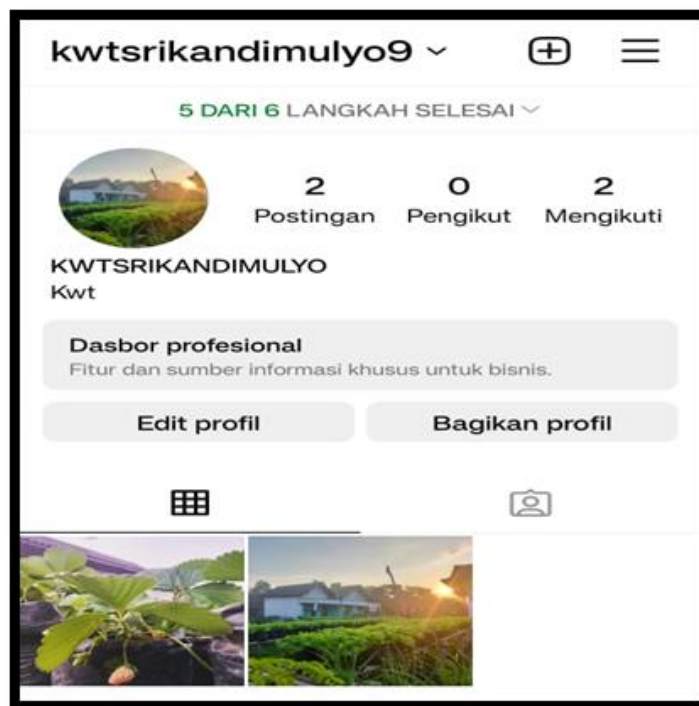 kwtsrikandimulyo9
5 DARI 6 LANGKAH SELESAI
2 0 2
Postingan Pengikut Mengikuti
KWTSRIKANDIMULYO
Kwt
Dasbor profesional
Fitur dan sumber informasi khusus untuk bisnis.
Edit profil Bagikan profil